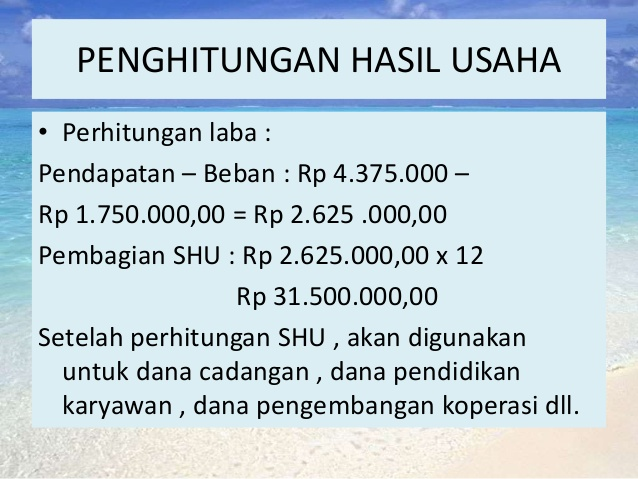 PENGHITUNGAN HASIL USAHA
• Perhitungan laba :
Pendapatan – Beban : Rp 4.375.000 –
Rp 1.750.000,00 = Rp 2.625 .000,00
Pembagian SHU : Rp 2.625.000,00 x 12
Rp 31.500.000,00
Setelah perhitungan SHU , akan digunakan
untuk dana cadangan , dana pendidikan
karyawan , dana pengembangan koperasi dll.